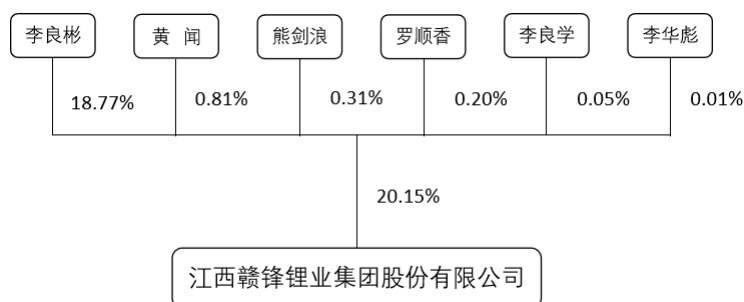 李良彬 黄 闻 熊剑浪 罗顺香 李良学 李华彪
18.77% 0.81% 0.31% 0.20% 0.05% 0.01%
20.15%
江西赣锋锂业集团股份有限公司